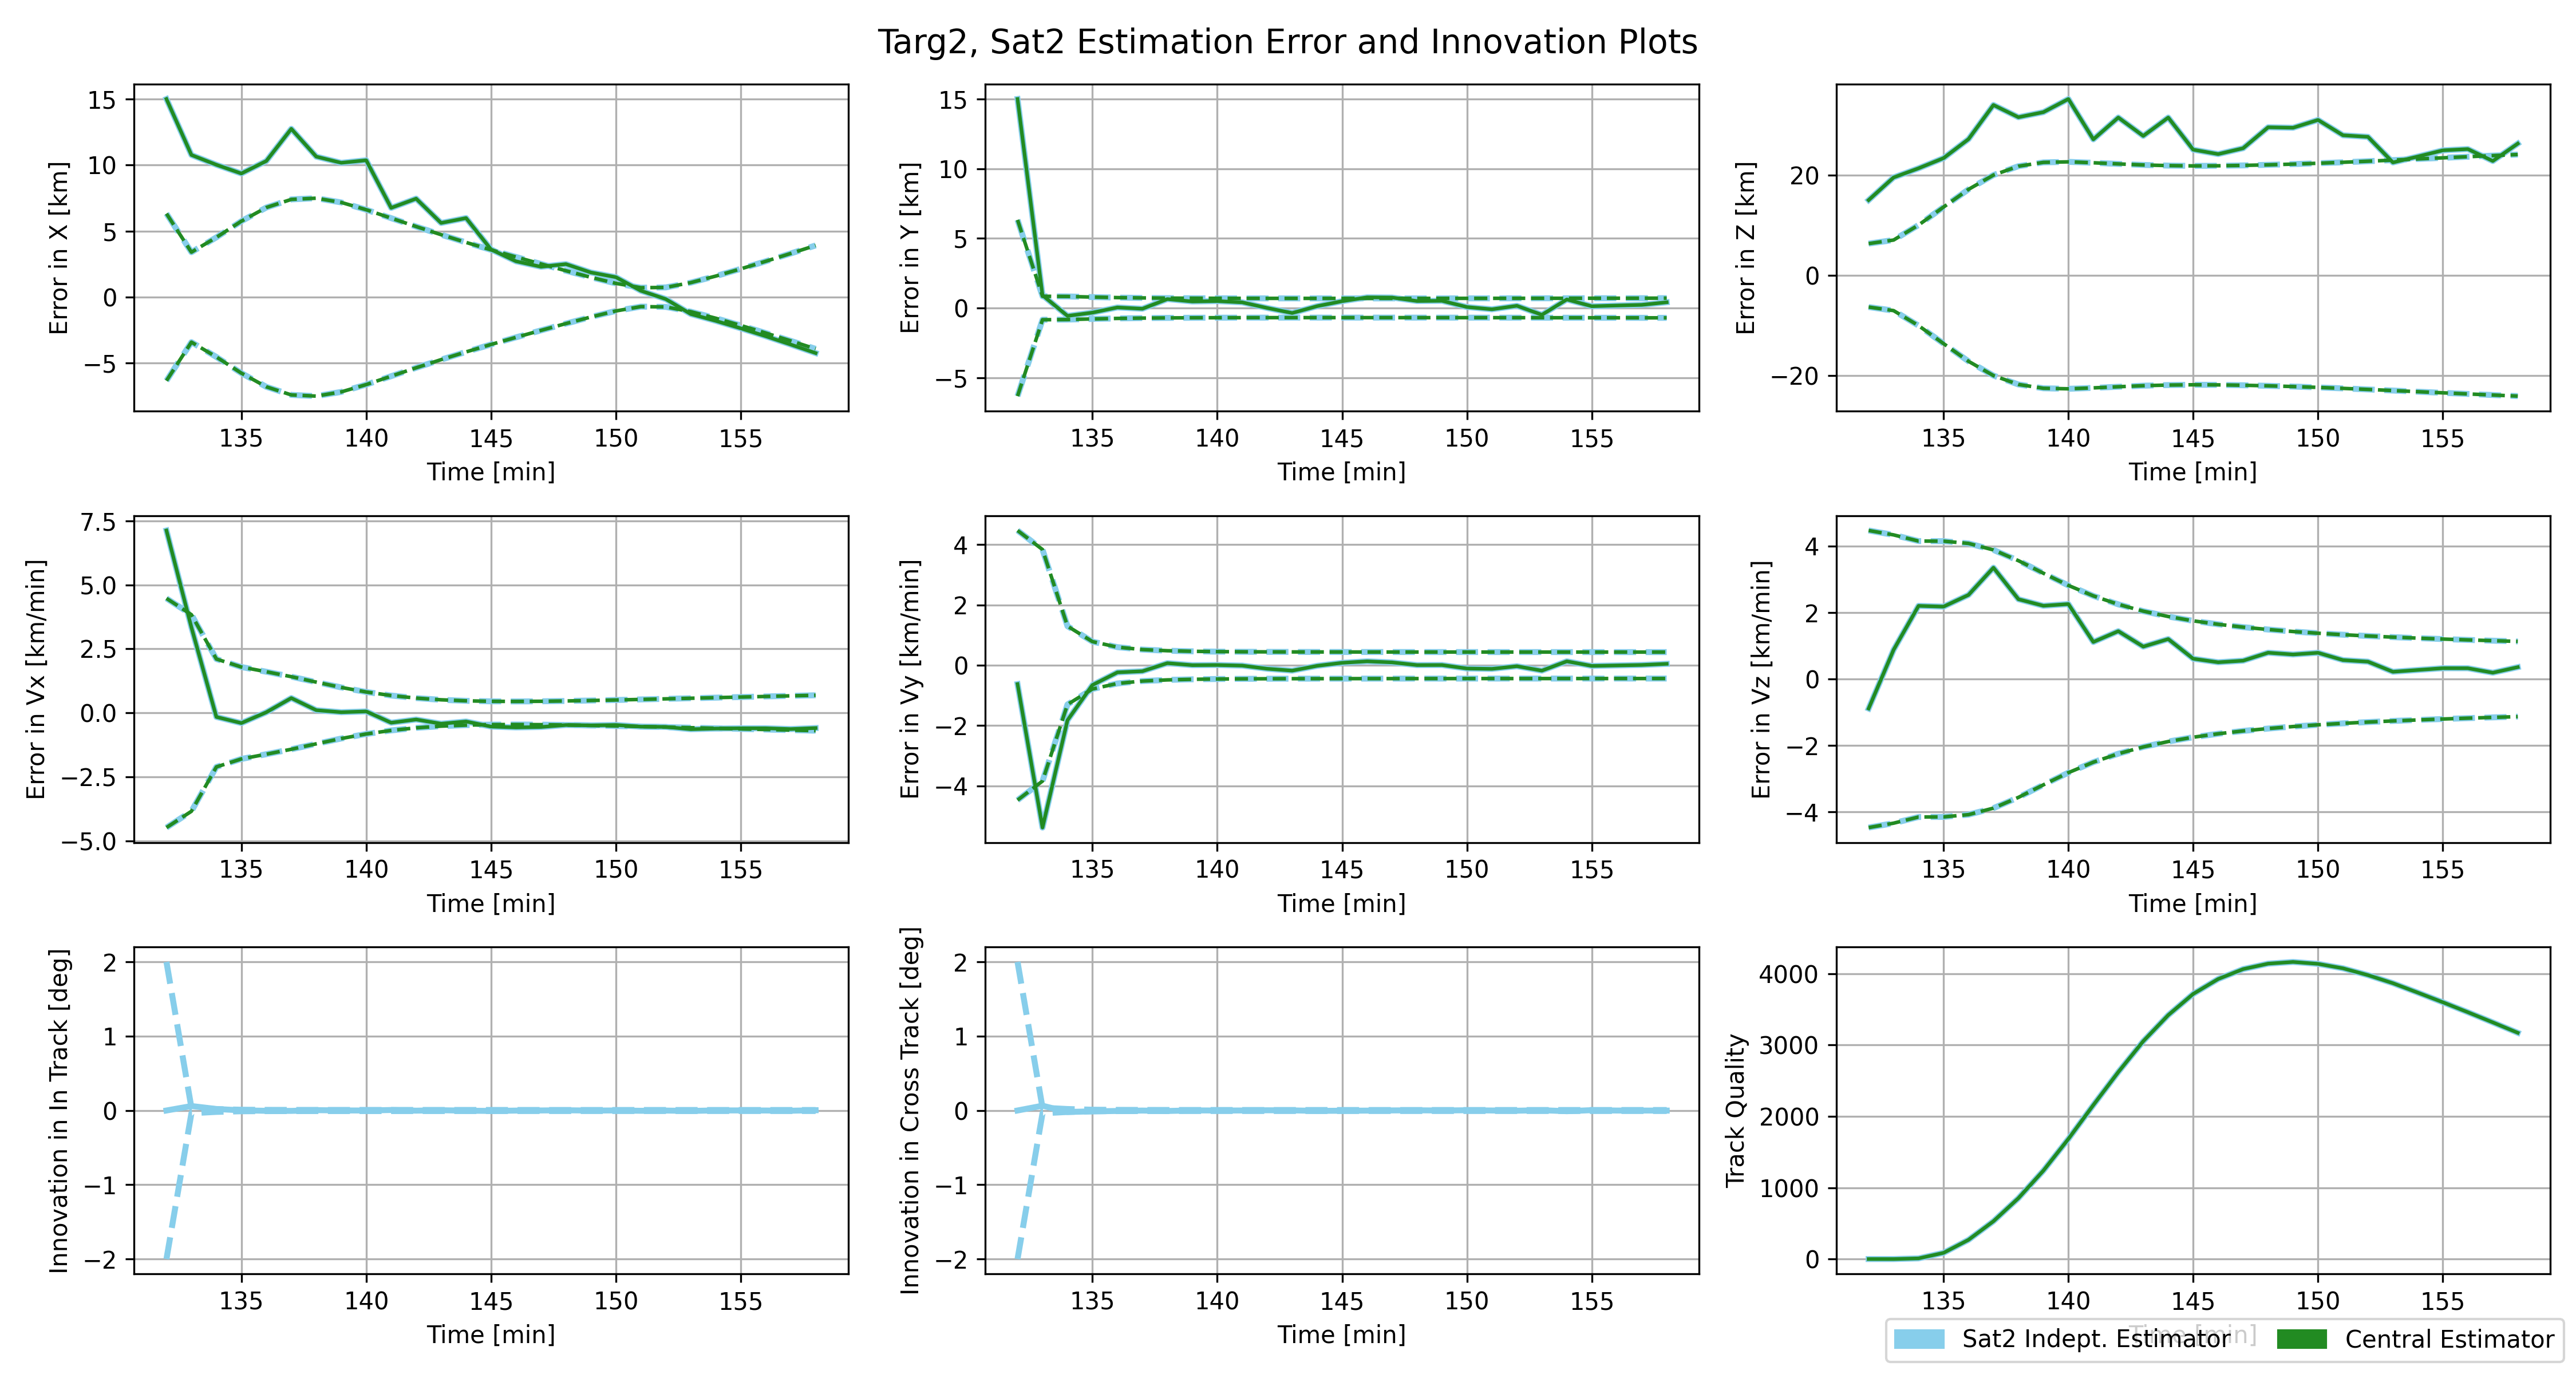 Targ2, Sat2 Estimation Error and Innovation Plots
Error in X [km]
15
10
5
0
−5
135 140 145 150 155
Time [min]
Error in Y [km]
15
10
5
0
−5
135 140 145 150 155
Time [min]
Error in Z [km]
20
0
−20
135 140 145 150 155
Time [min]
Error in Vx [km/min]
7.5
5.0
2.5
0.0
−2.5
−5.0
135 140 145 150 155
Time [min]
Error in Vy [km/min]
4
2
0
−2
−4
135 140 145 150 155
Time [min]
Error in Vz [km/min]
4
2
0
−2
−4
135 140 145 150 155
Time [min]
Innovation in In Track [deg]
2
1
0
−1
−2
135 140 145 150 155
Time [min]
Innovation in Cross Track [deg]
2
1
0
−1
−2
135 140 145 150 155
Time [min]
Track Quality
4000
3000
2000
1000
0
135 140 145 150 155
Time [min]
Sat2 Indept. Estimator Central Estimator